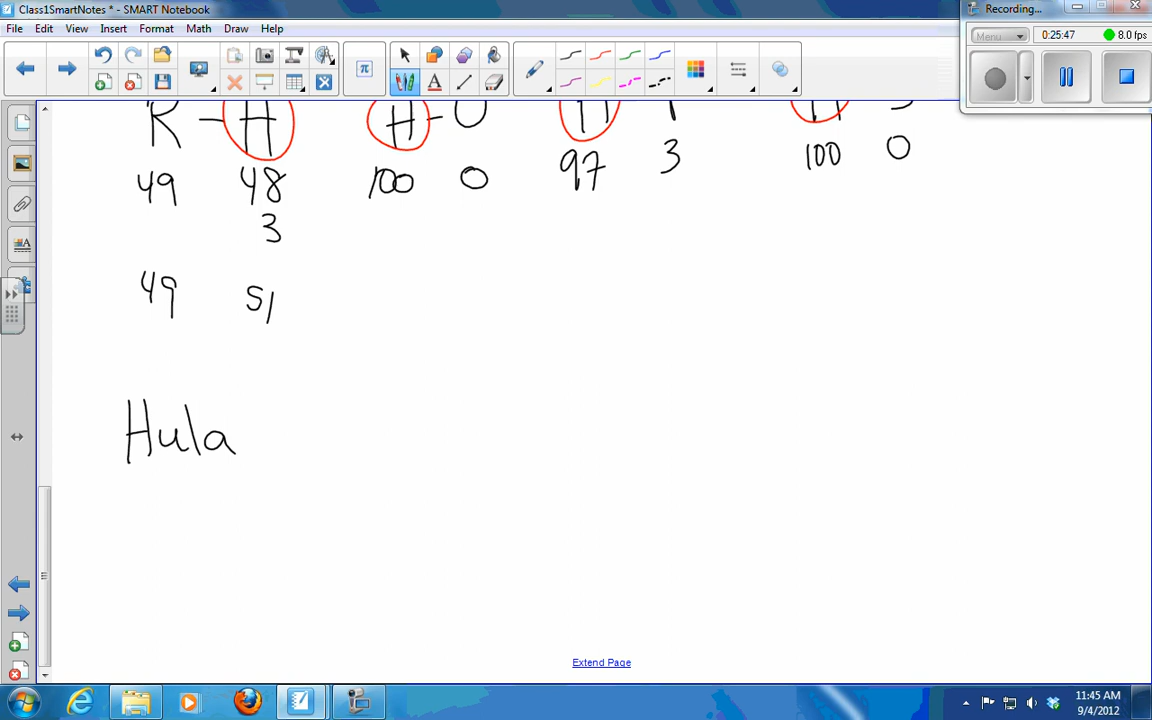 Class1SmartNotes * - SMART Notebook
Recording...
File Edit View Insert Format Math Draw Help
Menu 0:25:47 8.0 fps
π
A
R - H H - U
49 48 100 0 97 3 100 0
3
49 51
Hula
Extend Page
11:45 AM
9/4/2012